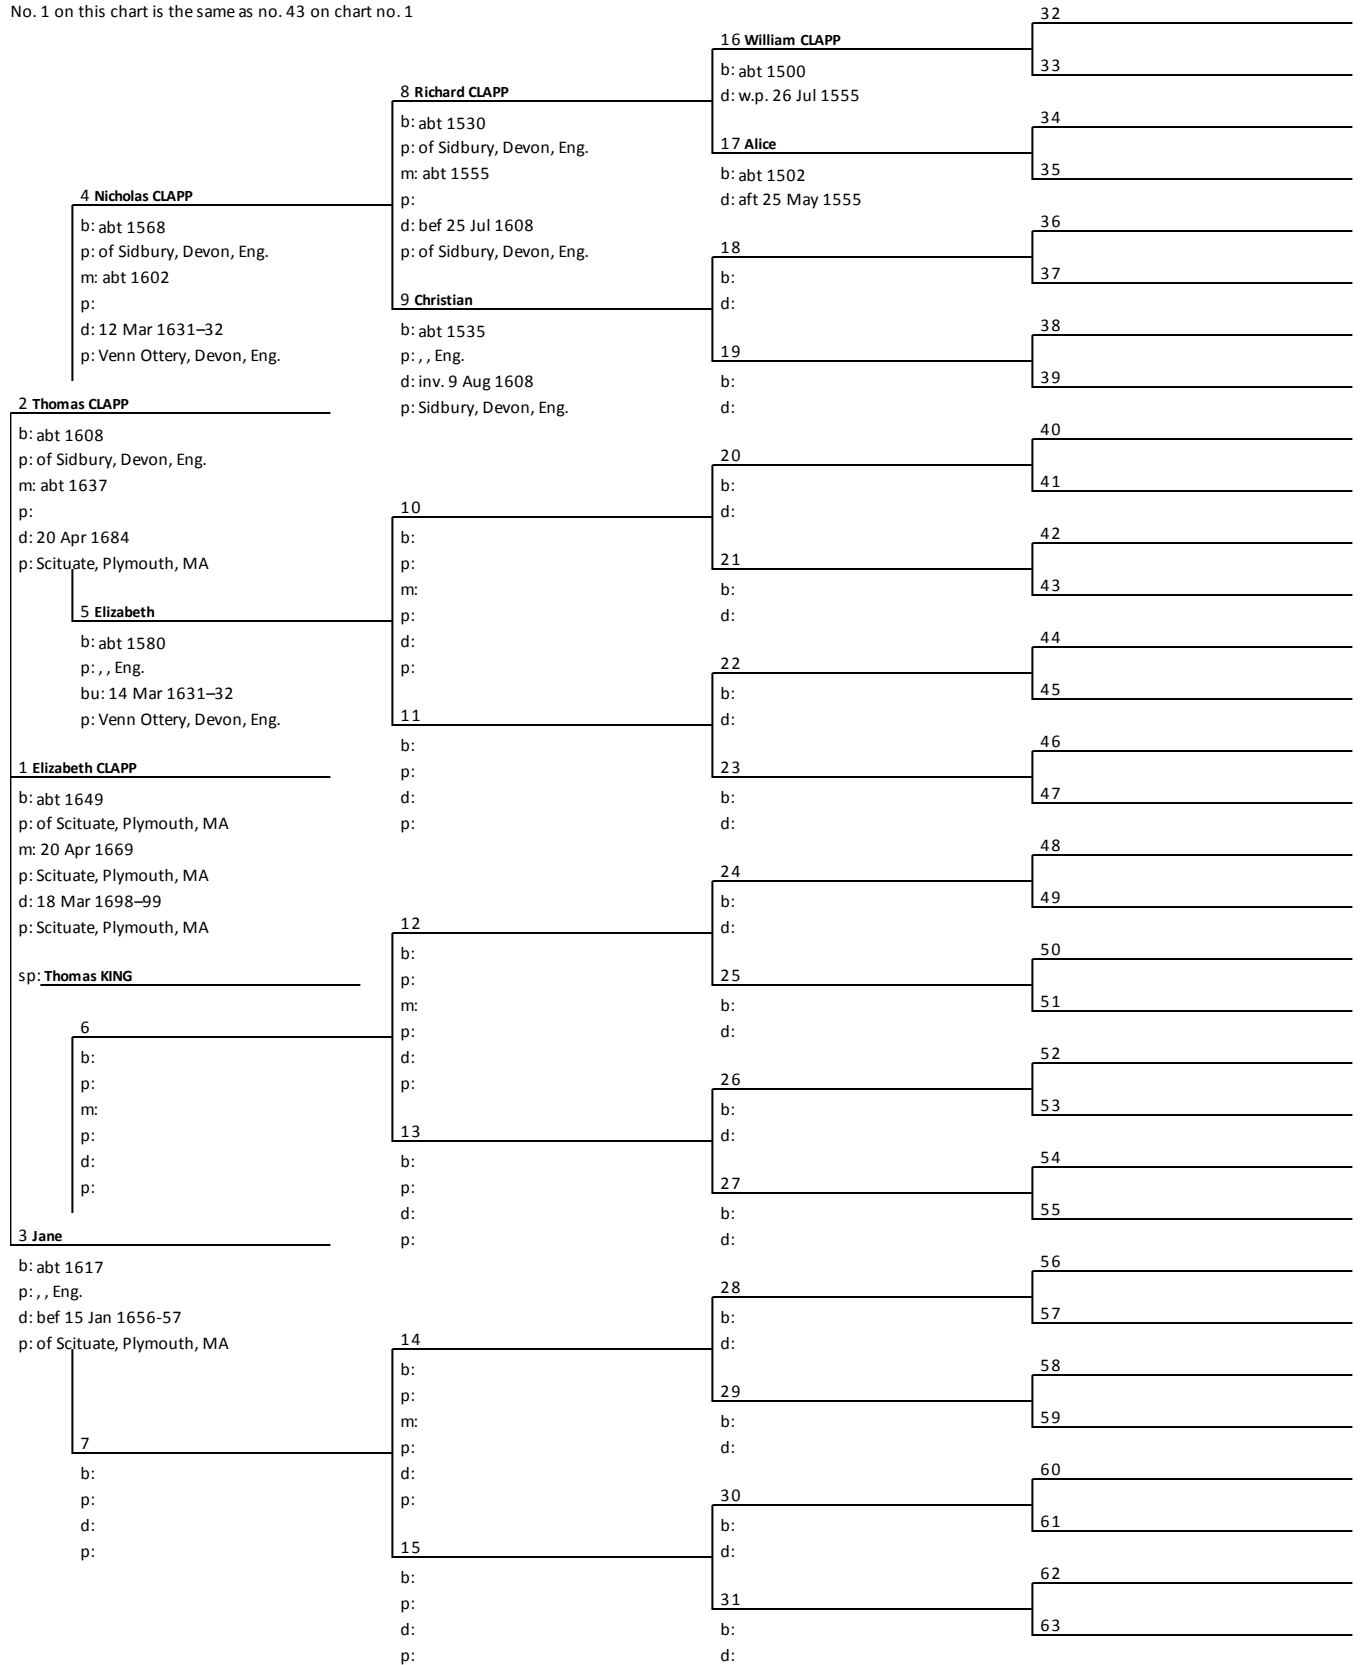 No. 1 on this chart is the same as no. 43 on chart no. 1
4 Nicholas CLAPP
b: abt 1568
p: of Sidbury, Devon, Eng.
m: abt 1602
p:
d: 12 Mar 1631–32
p: Venn Ottery, Devon, Eng.
2 Thomas CLAPP
b: abt 1608
p: of Sidbury, Devon, Eng.
m: abt 1637
p:
d: 20 Apr 1684
p: Scituate, Plymouth, MA
5 Elizabeth
b: abt 1580
p: , , Eng.
bu: 14 Mar 1631–32
p: Venn Ottery, Devon, Eng.
1 Elizabeth CLAPP
b: abt 1649
p: of Scituate, Plymouth, MA
m: 20 Apr 1669
p: Scituate, Plymouth, MA
d: 18 Mar 1698–99
p: Scituate, Plymouth, MA
sp: Thomas KING
6
b:
p:
m:
p:
d:
p:
3 Jane
b: abt 1617
p: , , Eng.
d: bef 15 Jan 1656-57
p: of Scituate, Plymouth, MA
7
b:
p:
d:
p:
8 Richard CLAPP
b: abt 1530
p: of Sidbury, Devon, Eng.
m: abt 1555
p:
d: bef 25 Jul 1608
p: of Sidbury, Devon, Eng.
9 Christian
b: abt 1535
p: , , Eng.
d: inv. 9 Aug 1608
p: Sidbury, Devon, Eng.
10
b:
p:
m:
p:
d:
p:
11
b:
p:
d:
p:
12
b:
p:
m:
p:
d:
p:
13
b:
p:
d:
p:
14
b:
p:
m:
p:
d:
p:
15
b:
p:
d:
p:
16 William CLAPP
b: abt 1500
d: w.p. 26 Jul 1555
17 Alice
b: abt 1502
d: aft 25 May 1555
18
b:
d:
19
b:
d:
20
b:
d:
21
b:
d:
22
b:
d:
23
b:
d:
24
b:
d:
25
b:
d:
26
b:
d:
27
b:
d:
28
b:
d:
29
b:
d:
30
b:
d:
31
b:
d:
32
33
34
35
36
37
38
39
40
41
42
43
44
45
46
47
48
49
50
51
52
53
54
55
56
57
58
59
60
61
62
63